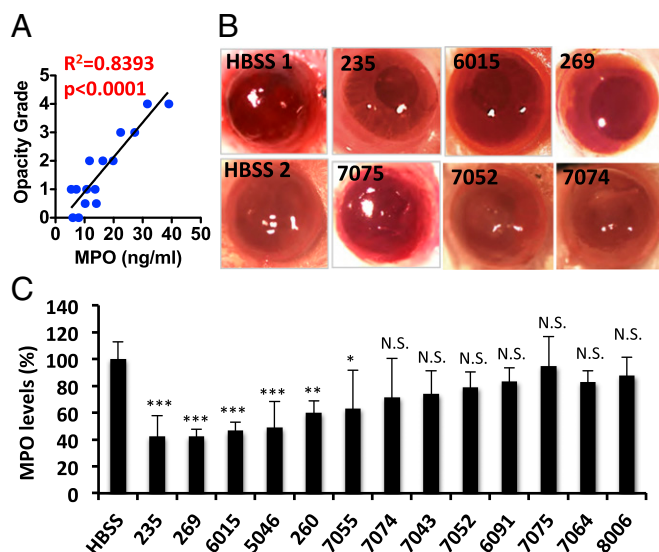 A
R²=0.8393
p<0.0001
Opacity Grade
5
4
3
2
1
0
0 10 20 30 40 50
MPO (ng/ml)
B
HBSS 1
235
6015
269
HBSS 2
7075
7052
7074
C
MPO levels (%)
140
120
100
80
60
40
20
0
*** *** *** *** ** * N.S. N.S. N.S. N.S. N.S. N.S. N.S.
HBSS 235 269 6015 5046 260 7055 7074 7043 7052 6091 7075 7064 8006